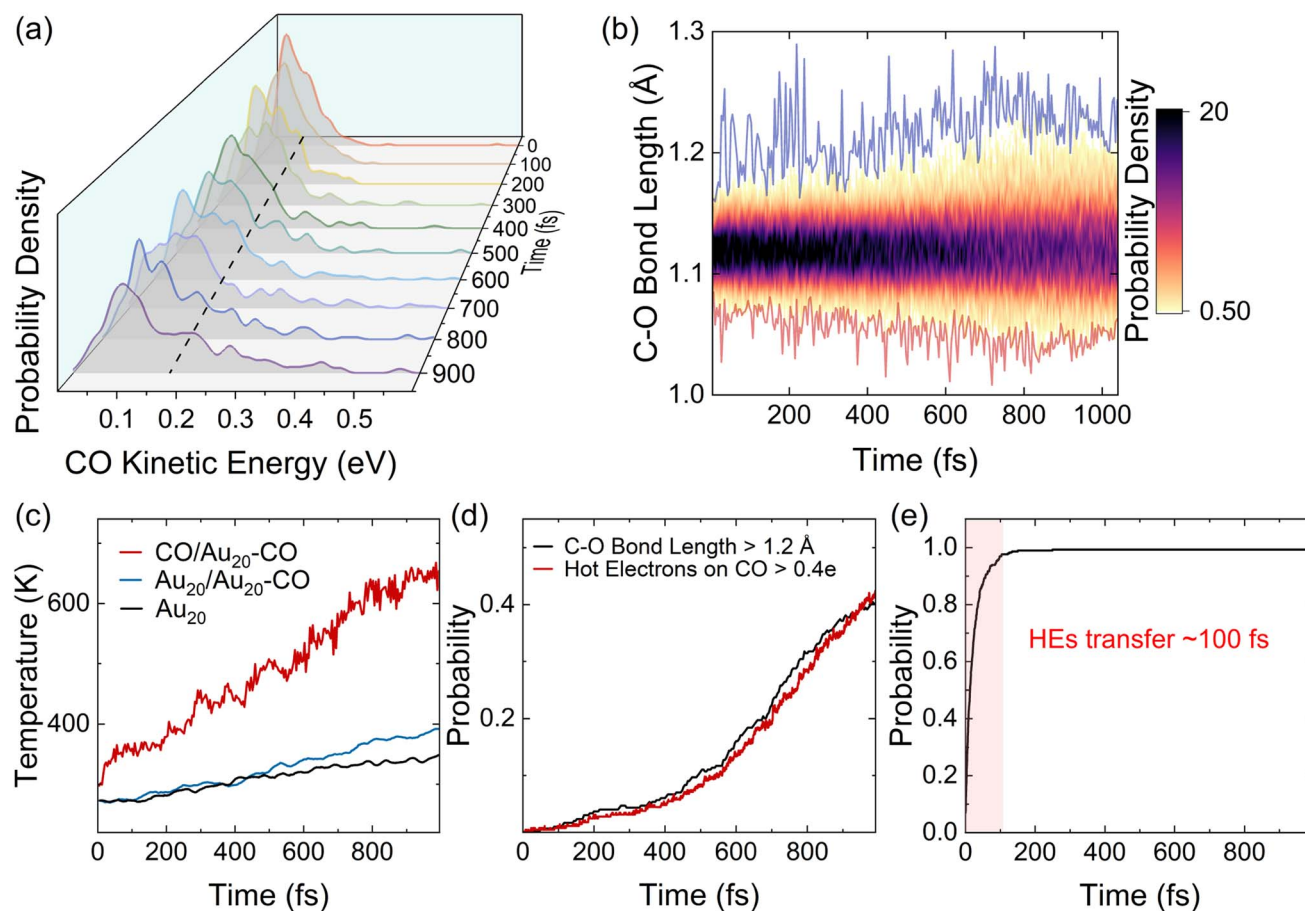 (a)
Probability Density
0.1 0.2 0.3 0.4 0.5
CO Kinetic Energy (eV)
0
100
200
300
400
500
600
700
800
900
Time (fs)
(b)
C-O Bond Length (Å)
1.3
1.2
1.1
1.0
200 400 600 800 1000
Time (fs)
20
0.50
Probability Density
(c)
Temperature (K)
600
400
CO/Au₂₀-CO
Au₂₀/Au₂₀-CO
Au₂₀
0 200 400 600 800
Time (fs)
(d)
Probability
0.4
0.2
C-O Bond Length > 1.2 Å
Hot Electrons on CO > 0.4e
0 200 400 600 800
Time (fs)
(e)
Probability
1.0
0.8
0.6
0.4
0.2
0.0
HEs transfer ~100 fs
0 200 400 600 800
Time (fs)